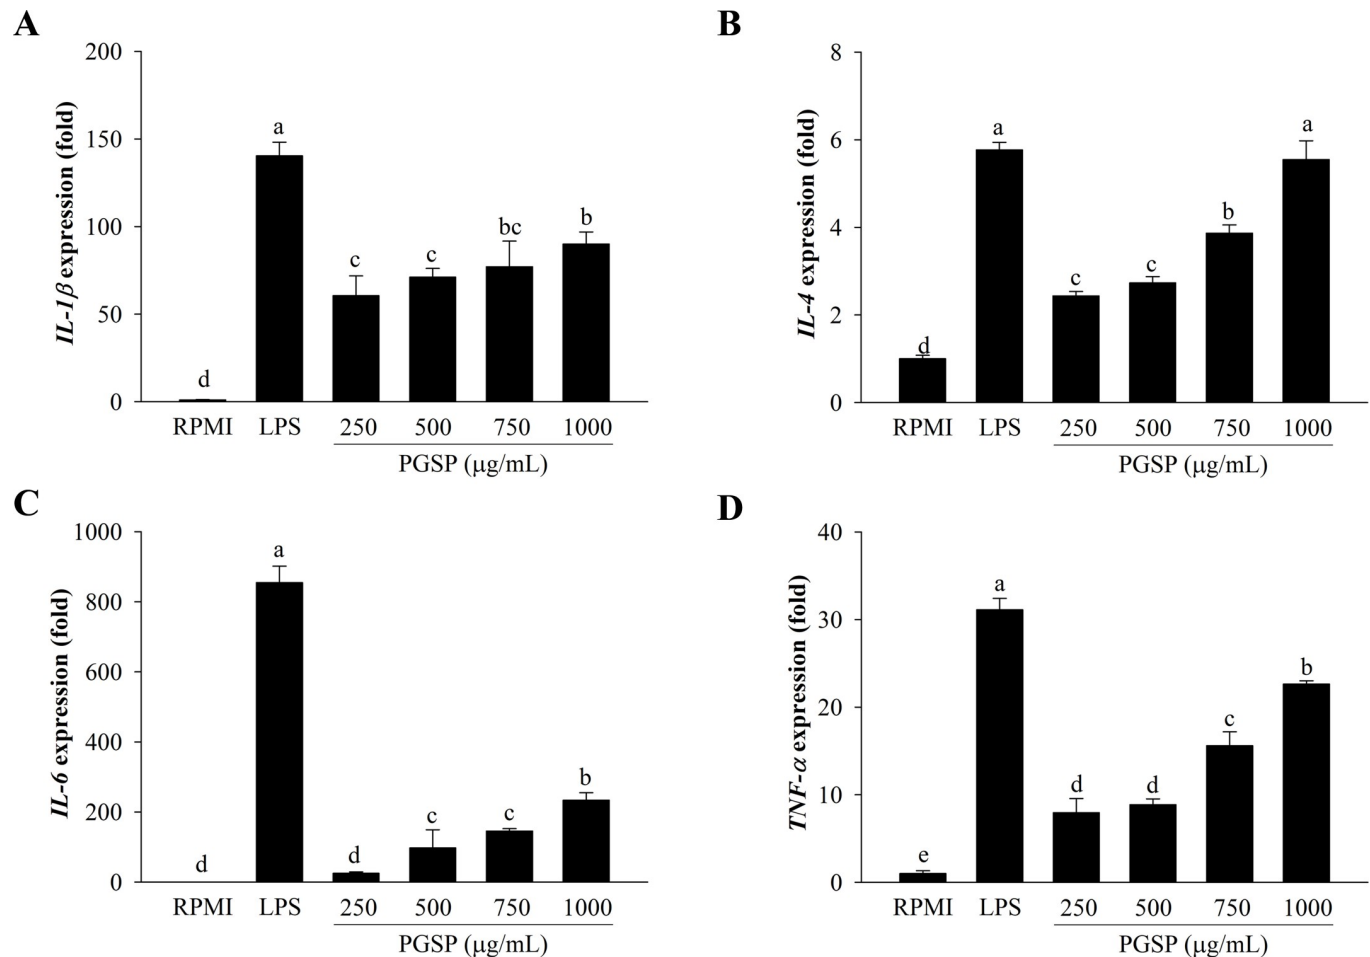 A
IL-1β expression (fold)
200
150
100
50
0
d
a
c
c
bc
b
RPMI LPS 250 500 750 1000
PGSP (μg/mL)
B
IL-4 expression (fold)
8
6
4
2
0
d
a
c
c
b
a
RPMI LPS 250 500 750 1000
PGSP (μg/mL)
C
IL-6 expression (fold)
1000
800
600
400
200
0
d
a
d
c
c
b
RPMI LPS 250 500 750 1000
PGSP (μg/mL)
D
TNF-α expression (fold)
40
30
20
10
0
e
a
d
d
c
b
RPMI LPS 250 500 750 1000
PGSP (μg/mL)